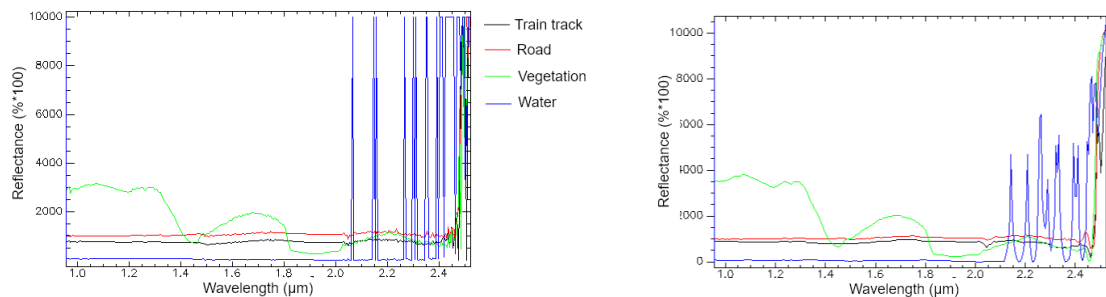 10000
8000
6000
4000
2000
Reflectance (%*100)
1.0 1.2 1.4 1.6 1.8 2.0 2.2 2.4
Wavelength (µm)
Train track
Road
Vegetation
Water
10000
8000
6000
4000
2000
0
Reflectance (%*100)
1.0 1.2 1.4 1.6 1.8 2.0 2.2 2.4
Wavelength (µm)